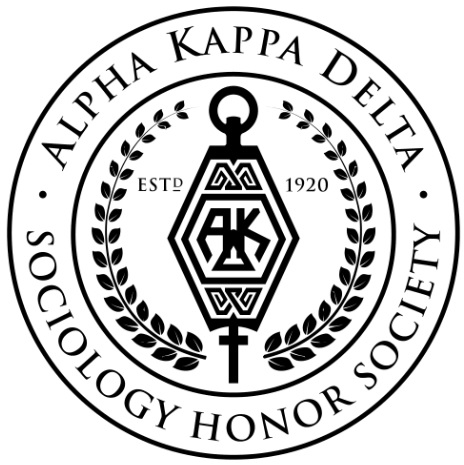 ALPHA KAPPA DELTA
ESTD 1920
AKΔ
SOCIOLOGY HONOR SOCIETY